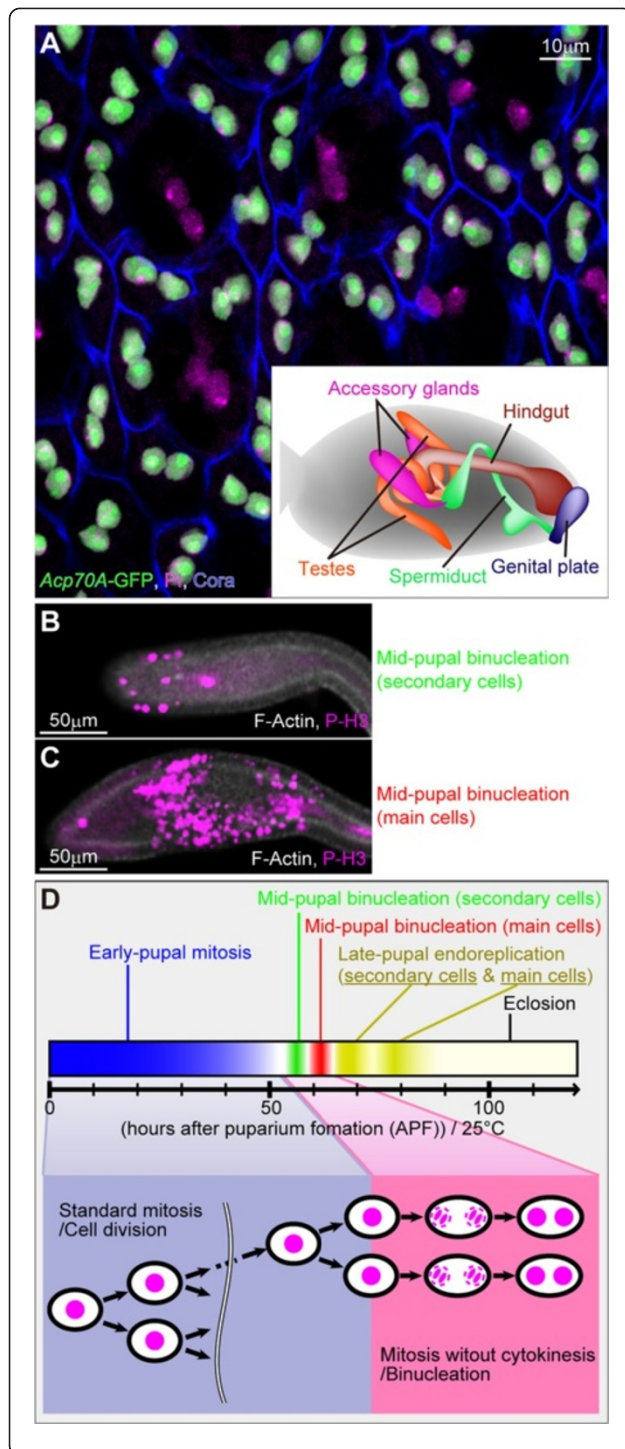 A
10μm
Accessory glands
Hindgut
Testes
Spermiduct
Genital plate
Acp70A-GFP, PI, Cora
B
Mid-pupal binucleation
(secondary cells)
50μm
F-Actin, P-H3
C
Mid-pupal binucleation
(main cells)
50μm
F-Actin, P-H3
D
Mid-pupal binucleation (secondary cells)
Mid-pupal binucleation (main cells)
Early-pupal mitosis
Late-pupal endoreplication
(secondary cells & main cells)
Eclosion
0
50
100
(hours after puparium fomation (APF)) / 25°C
Standard mitosis
/Cell division
Mitosis witout cytokinesis
/Binucleation